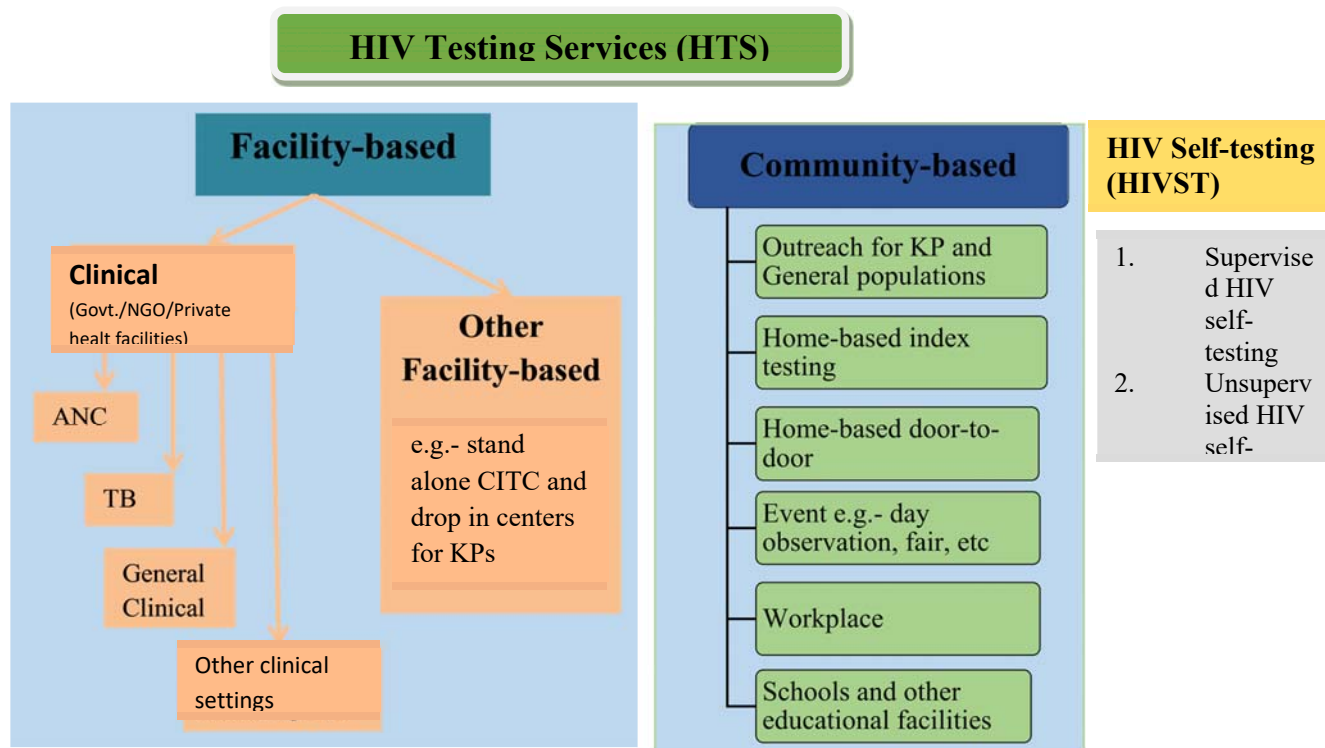 HIV Testing Services (HTS)
Facility-based
Clinical
(Govt./NGO/Private
healt facilities)
ANC
TB
General
Clinical
Other clinical
settings
Other
Facility-based
e.g.- stand
alone CITC and
drop in centers
for KPs
Community-based
Outreach for KP and
General populations
Home-based index
testing
Home-based door-to-
door
Event e.g.- day
observation, fair, etc
Workplace
Schools and other
educational facilities
HIV Self-testing
(HIVST)
1. Supervise
d HIV
self-
testing
2. Unsuperv
ised HIV
self-